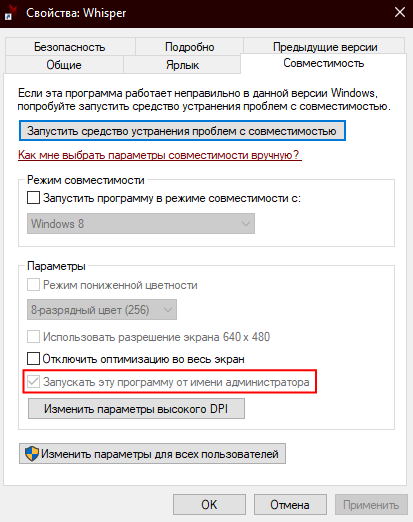 Свойства: Whisper
Безопасность
Подробно
Предыдущие версии
Общие
Ярлык
Совместимость
Если эта программа работает неправильно в данной версии Windows,
попробуйте запустить средство устранения проблем с совместимостью.
Запустить средство устранения проблем с совместимостью
Как мне выбрать параметры совместимости вручную?
Режим совместимости
Запустить программу в режиме совместимости с:
Windows 8
Параметры
Режим пониженной цветности
8-разрядный цвет (256)
Использовать разрешение экрана 640 x 480
Отключить оптимизацию во весь экран
Запускать эту программу от имени администратора
Изменить параметры высокого DPI
Изменить параметры для всех пользователей
OK
Отмена
Применить